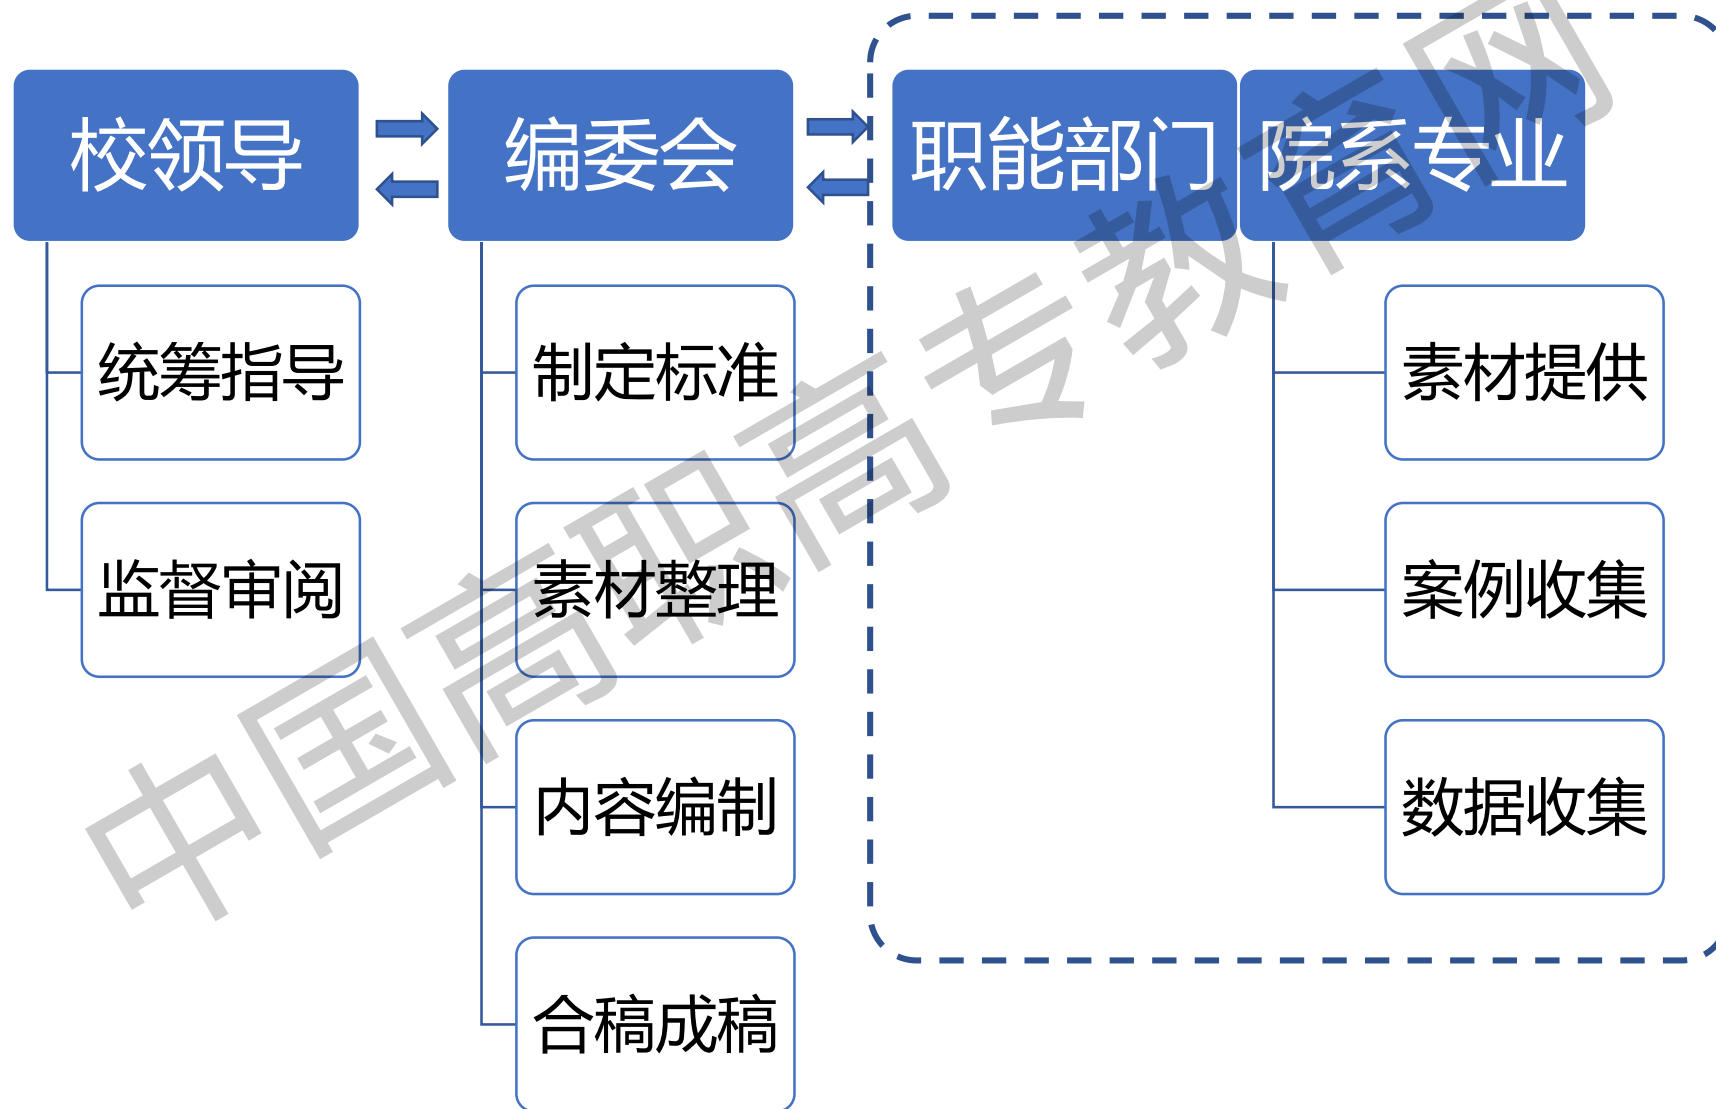 校领导
编委会
职能部门
院系专业
统筹指导
制定标准
素材提供
监督审阅
素材整理
案例收集
内容编制
数据收集
合稿成稿
中国高职高专教育网